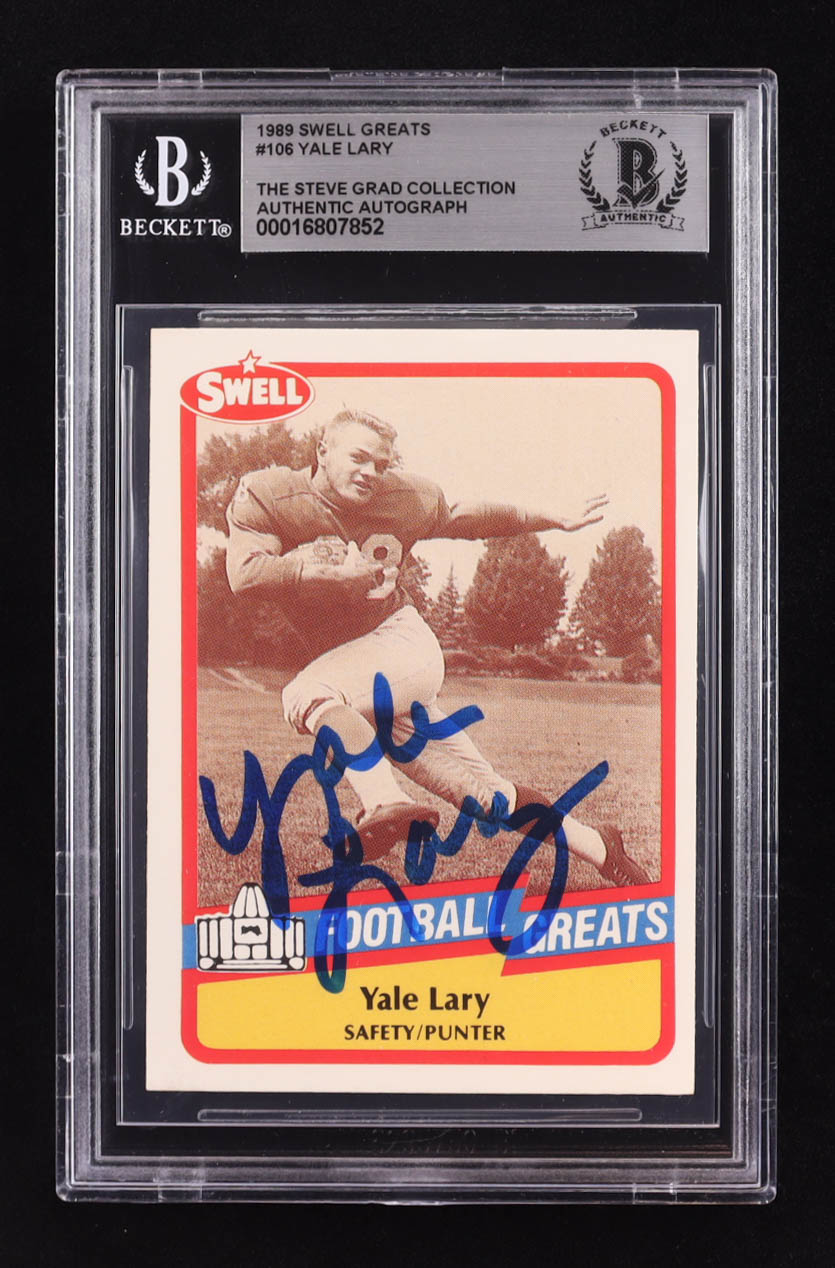 B
BECKETT®
1989 SWELL GREATS
#106 YALE LARY
THE STEVE GRAD COLLECTION
AUTHENTIC AUTOGRAPH
00016807852
BECKETT
B
AUTHENTIC
SWELL
8
Yale
Lary
FOOTBALL GREATS
Yale Lary
SAFETY/PUNTER